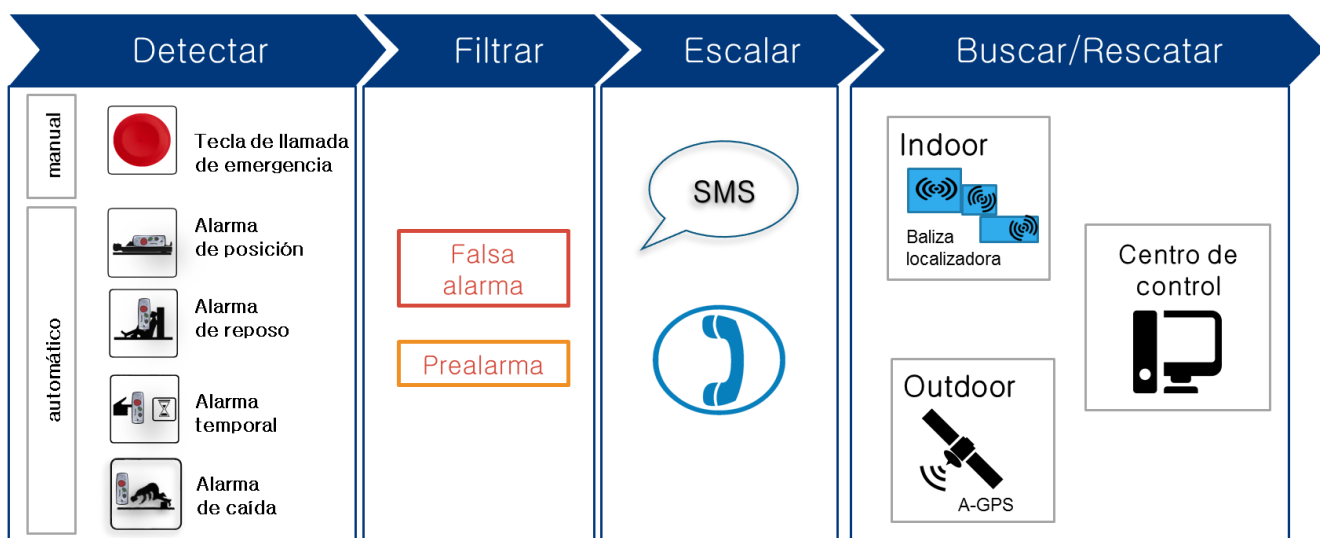 Detectar
Filtrar
Escalar
Buscar/Rescatar
manual
Tecla de llamada
de emergencia
automático
Alarma
de posición
Alarma
de reposo
Alarma
temporal
Alarma
de caída
Falsa
alarma
Prealarma
SMS
Indoor
Baliza
localizadora
Outdoor
A-GPS
Centro de
control